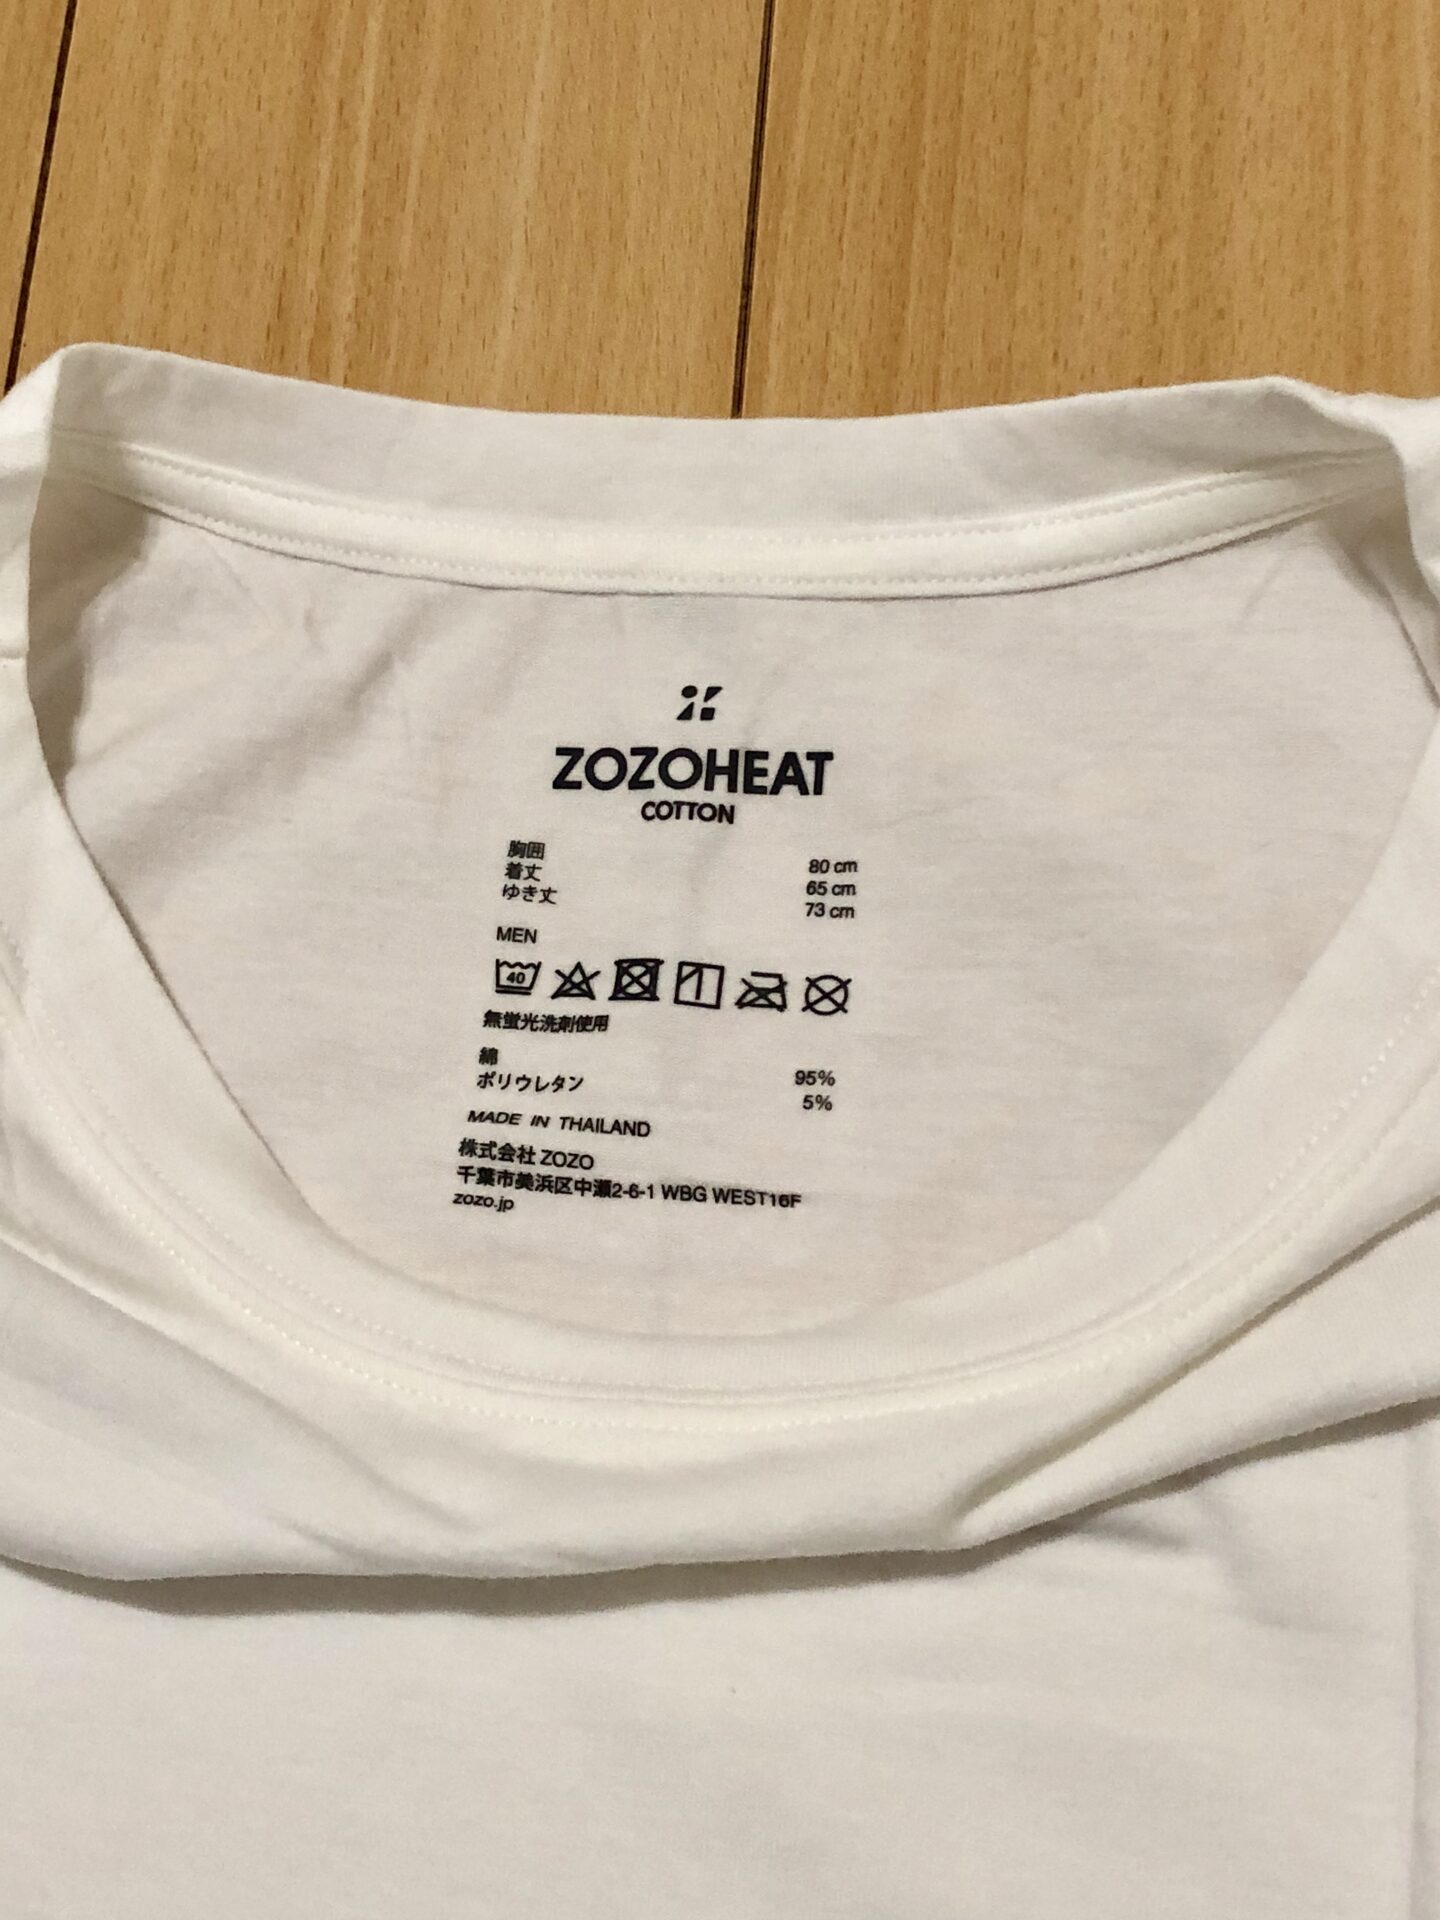 ZOZOHEAT
COTTON
胸囲 80 cm
着丈 65 cm
ゆき丈 73 cm
MEN
40
無蛍光洗剤使用
綿 95%
ポリウレタン 5%
MADE IN THAILAND
株式会社 ZOZO
千葉市美浜区中瀬2-6-1 WBG WEST16F
zozo.jp